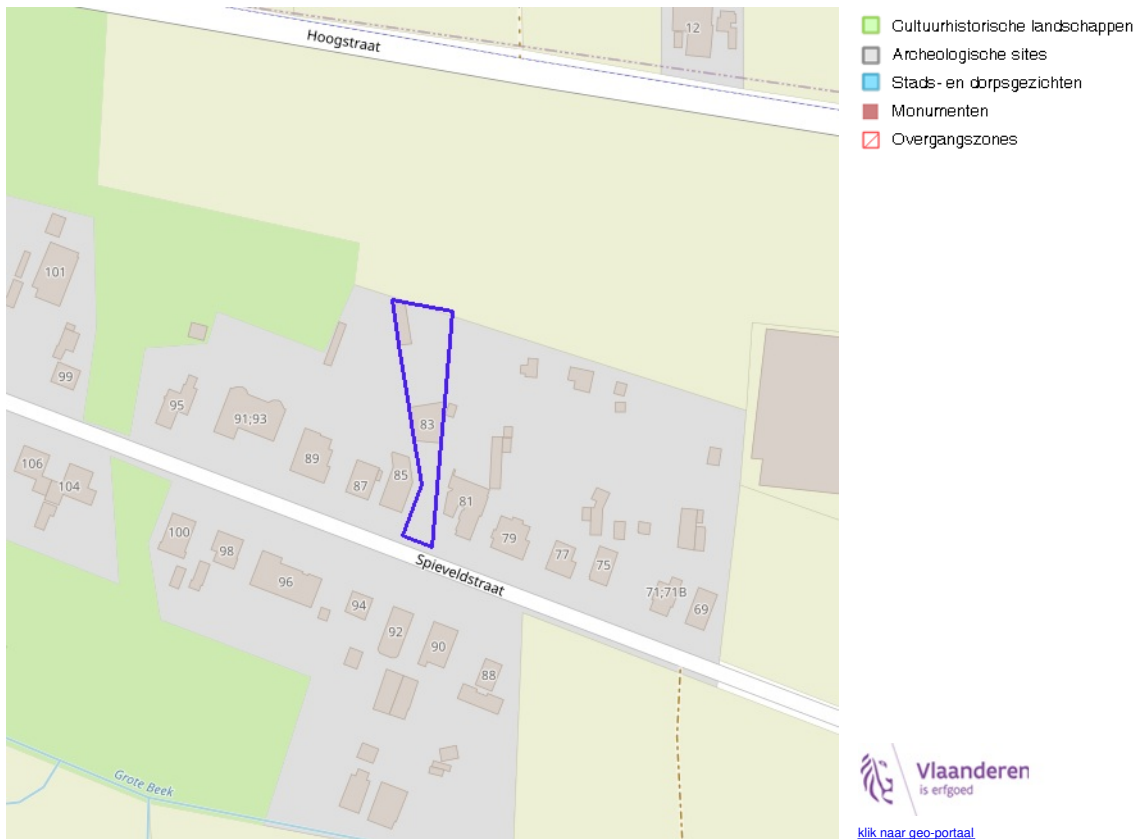 Hoogstraat
12
101
99
95
91;93
89
87
85
83
81
79
77
75
71;71B
69
106
104
100
98
96
94
92
90
88
Spieveldstraat
Grote Beek
Cultuurhistorische landschappen
Archeologische sites
Stads- en dorpsgezichten
Monumenten
Overgangszones
Vlaanderen
is erfgoed
klik naar geo-portaal